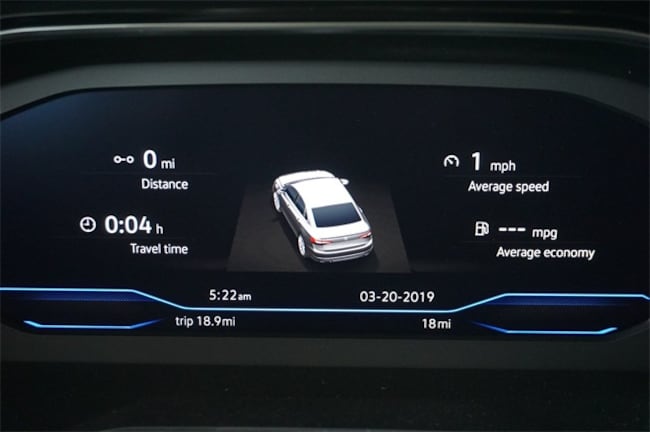 0 mi
Distance
0:04 h
Travel time
1 mph
Average speed
--- mpg
Average economy
5:22am 03-20-2019
trip 18.9mi 18mi